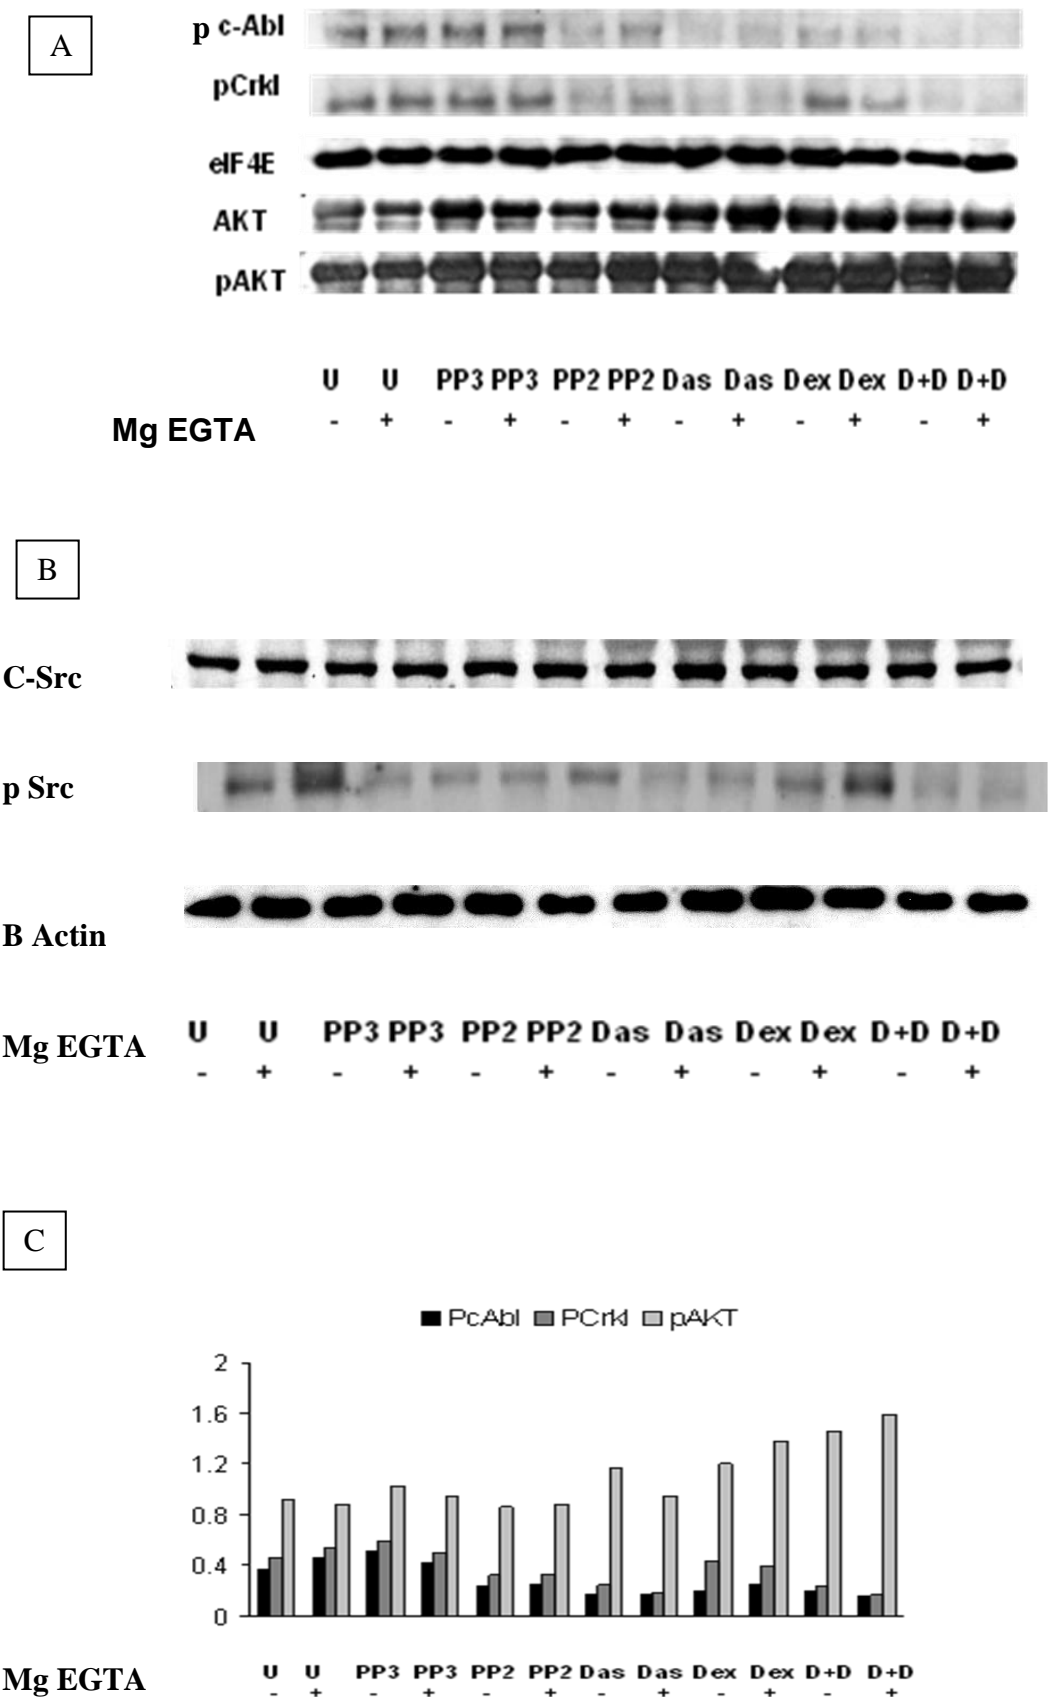 A
p c-Abl
pCrkl
eIF4E
AKT
pAKT
U U PP3 PP3 PP2 PP2 Das Das Dex Dex D+D D+D
Mg EGTA - + - + - + - + - + - +
B
C-Src
p Src
B Actin
U U PP3 PP3 PP2 PP2 Das Das Dex Dex D+D D+D
Mg EGTA
- + - + - + - + - + - +
C
PcAbl PCrkl pAKT
2
1.6
1.2
0.8
0.4
0
U U PP3 PP3 PP2 PP2 Das Das Dex Dex D+D D+D
Mg EGTA - + - + - + - + - + - +